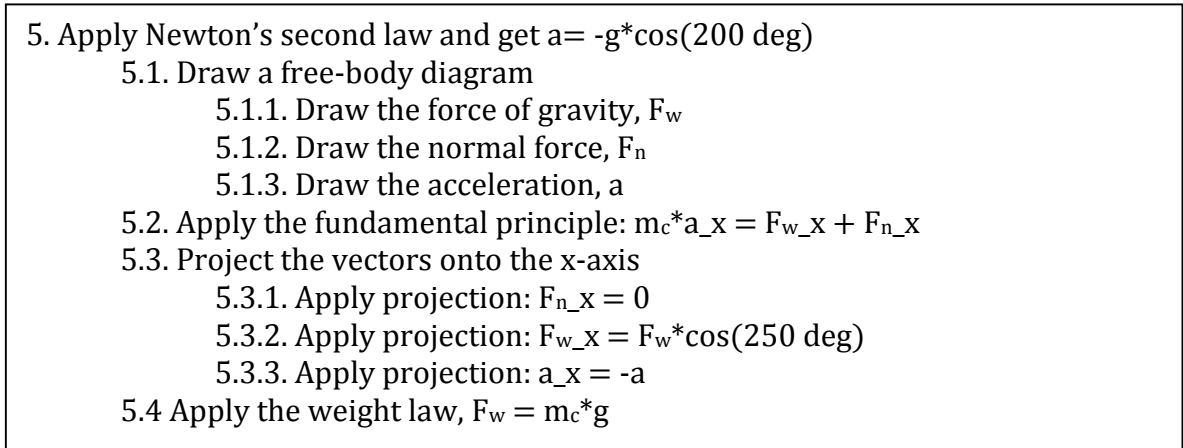 5. Apply Newton’s second law and get a= -g*cos(200 deg)
5.1. Draw a free-body diagram
5.1.1. Draw the force of gravity, Fw
5.1.2. Draw the normal force, Fn
5.1.3. Draw the acceleration, a
5.2. Apply the fundamental principle: mc*a_x = Fw_x + Fn_x
5.3. Project the vectors onto the x-axis
5.3.1. Apply projection: Fn_x = 0
5.3.2. Apply projection: Fw_x = Fw*cos(250 deg)
5.3.3. Apply projection: a_x = -a
5.4 Apply the weight law, Fw = mc*g